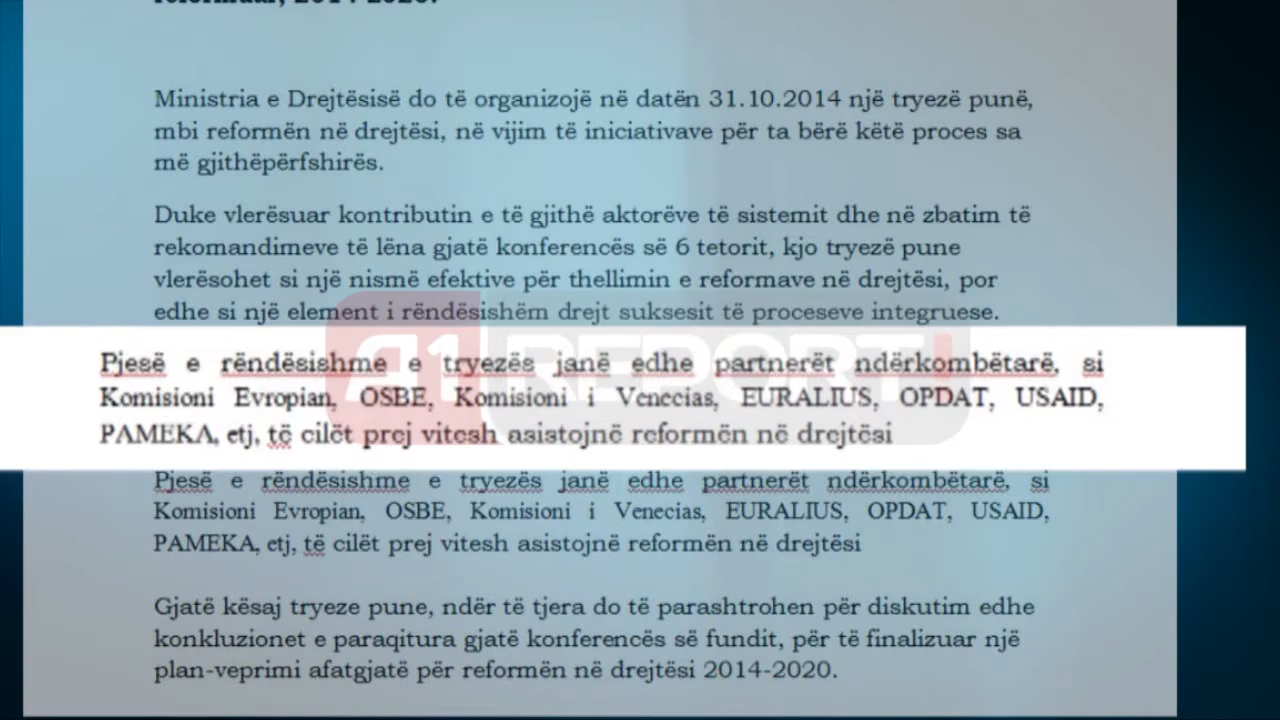 reformuar, 2014-2020.
Ministria e Drejtësisë do të organizojë në datën 31.10.2014 një tryezë punë,
mbi reformën në drejtësi, në vijim të iniciativave për ta bërë këtë proces sa
më gjithëpërfshirës.
Duke vlerësuar kontributin e të gjithë aktorëve të sistemit dhe në zbatim të
rekomandimeve të lëna gjatë konferencës së 6 tetorit, kjo tryezë pune
vlerësohet si një nismë efektive për thellimin e reformave në drejtësi, por
edhe si një element i rëndësishëm drejt suksesit të proceseve integruese.
A1 REPORT!
Pjesë e rëndësishme e tryezës janë edhe partnerët ndërkombëtarë, si
Komisioni Evropian, OSBE, Komisioni i Venecias, EURALIUS, OPDAT, USAID,
PAMEKA, etj, të cilët prej vitesh asistojnë reformën në drejtësi
Pjesë e rëndësishme e tryezës janë edhe partnerët ndërkombëtarë, si
Komisioni Evropian, OSBE, Komisioni i Venecias, EURALIUS, OPDAT, USAID,
PAMEKA, etj, të cilët prej vitesh asistojnë reformën në drejtësi
Gjatë kësaj tryeze pune, ndër të tjera do të parashtrohen për diskutim edhe
konkluzionet e paraqitura gjatë konferencës së fundit, për të finalizuar një
plan-veprimi afatgjatë për reformën në drejtësi 2014-2020.